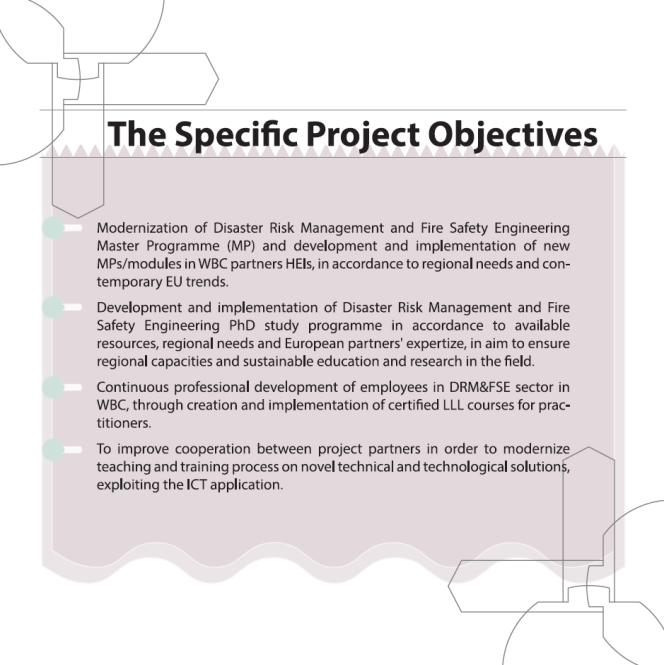 The Specific Project Objectives
Modernization of Disaster Risk Management and Fire Safety Engineering
Master Programme (MP) and development and implementation of new
MPs/modules in WBC partners HEIs, in accordance to regional needs and con-
temporary EU trends.
Development and implementation of Disaster Risk Management and Fire
Safety Engineering PhD study programme in accordance to available
resources, regional needs and European partners' expertize, in aim to ensure
regional capacities and sustainable education and research in the field.
Continuous professional development of employees in DRM&FSE sector in
WBC, through creation and implementation of certified LLL courses for prac-
titioners.
To improve cooperation between project partners in order to modernize
teaching and training process on novel technical and technological solutions,
exploiting the ICT application.